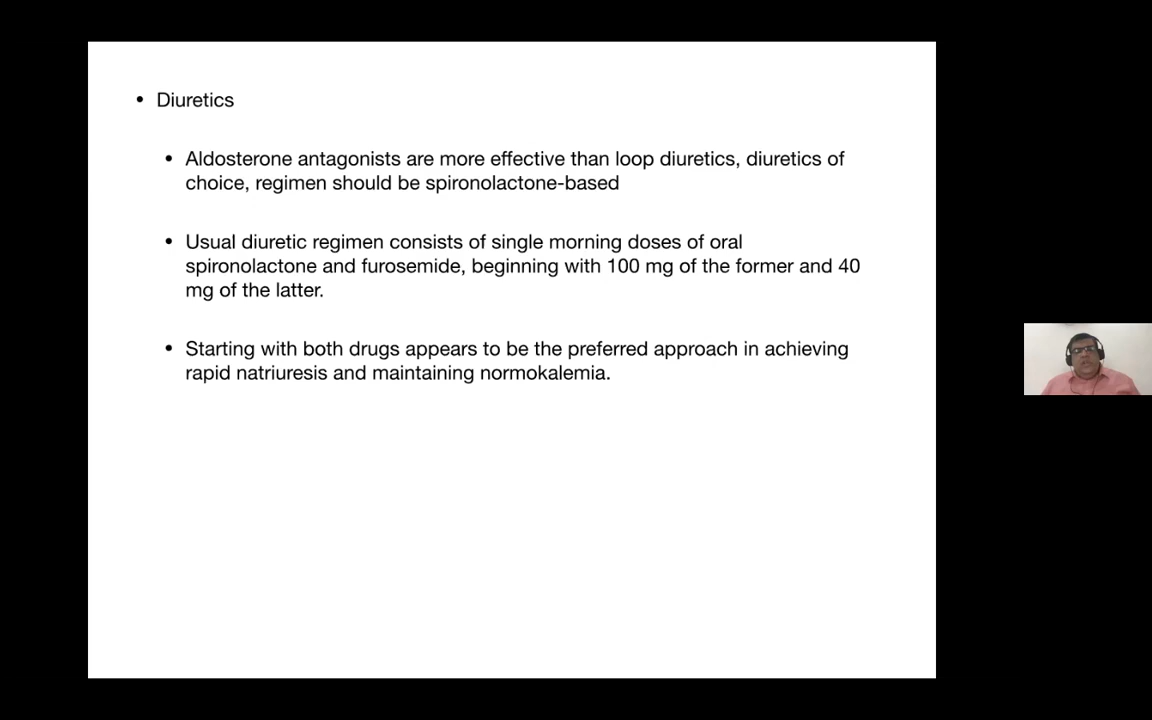 • Diuretics
• Aldosterone antagonists are more effective than loop diuretics, diuretics of
choice, regimen should be spironolactone-based
• Usual diuretic regimen consists of single morning doses of oral
spironolactone and furosemide, beginning with 100 mg of the former and 40
mg of the latter.
• Starting with both drugs appears to be the preferred approach in achieving
rapid natriuresis and maintaining normokalemia.